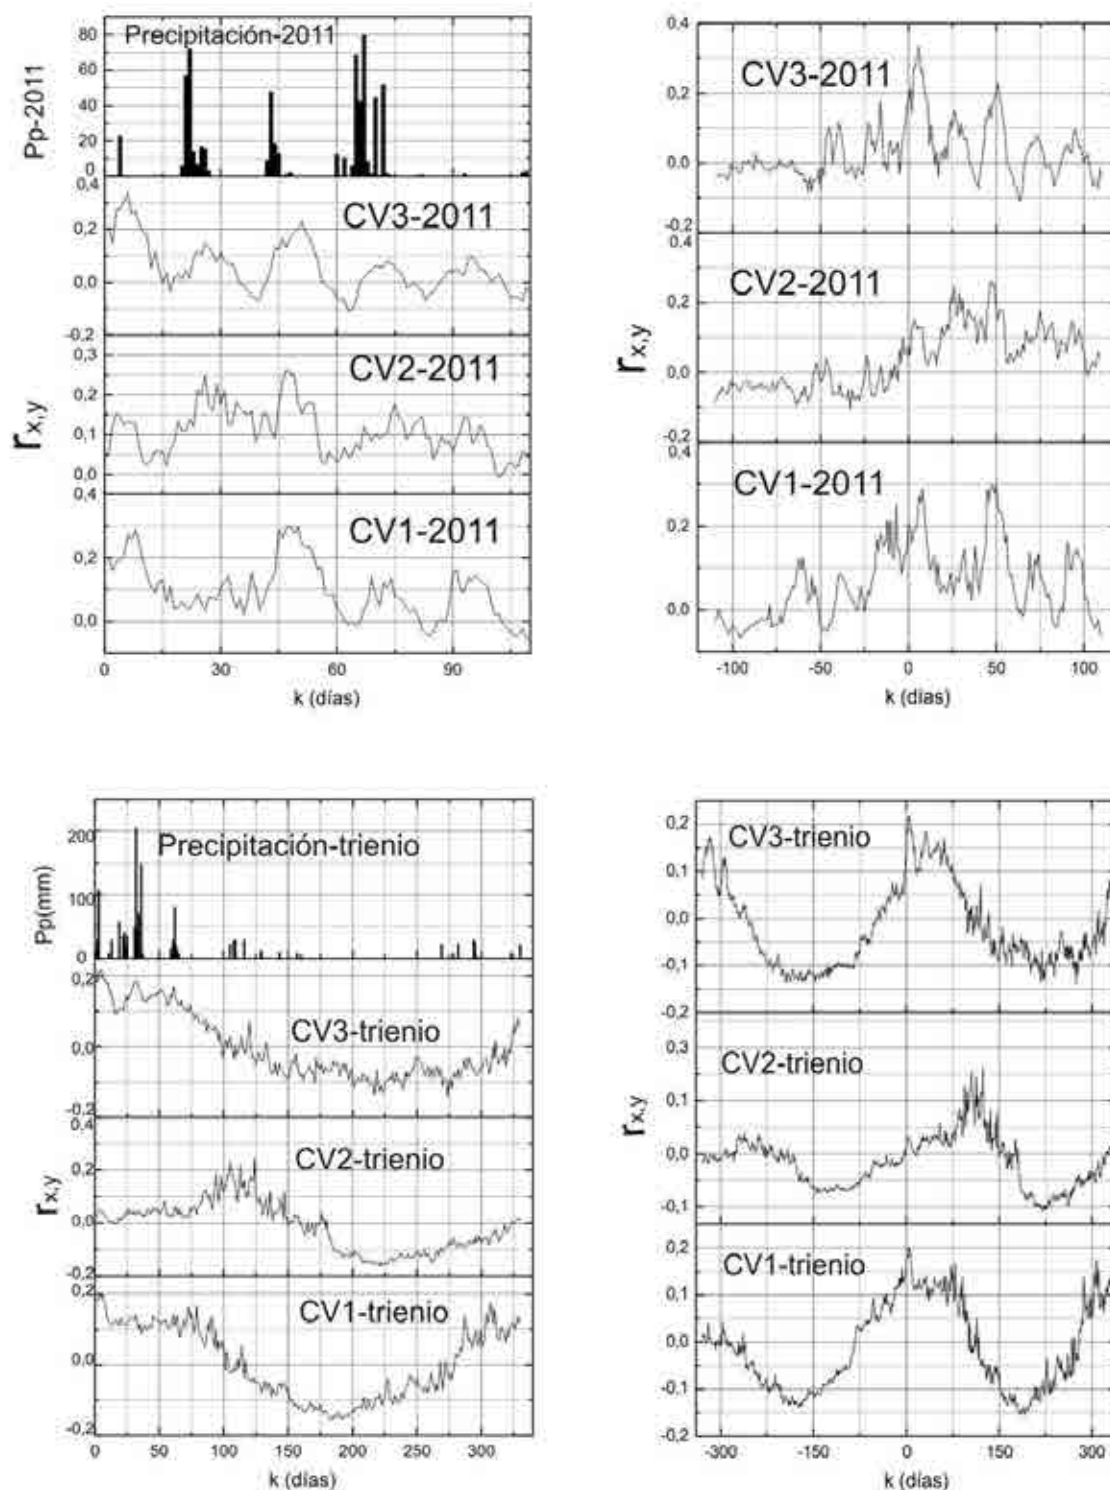 Precipitación-2011
Pp-2011
80
60
40
20
0
0,4
CV3-2011
0,2
0,0
-0,2
0,3
CV2-2011
0,2
0,1
0,0
rx,y
0,4
CV1-2011
0,2
0,0
0 30 60 90
k (días)
0,4
CV3-2011
0,2
0,0
-0,2
0,4
CV2-2011
0,2
0,0
-0,2
rx,y
CV1-2011
0,2
0,0
-100 -50 0 50 100
k (días)
Precipitación-trienio
Pp(mm)
200
100
0
0,2
CV3-trienio
0,0
-0,2
0,4
CV2-trienio
0,2
0,0
-0,2
rx,y
0,2
CV1-trienio
0,0
-0,2
0 50 100 150 200 250 300
k (días)
0,2
CV3-trienio
0,1
0,0
-0,1
-0,2
0,3
CV2-trienio
0,1
0,0
-0,1
rx,y
0,2
CV1-trienio
0,1
0,0
-0,1
0,2
-300 -150 0 150 300
k (días)